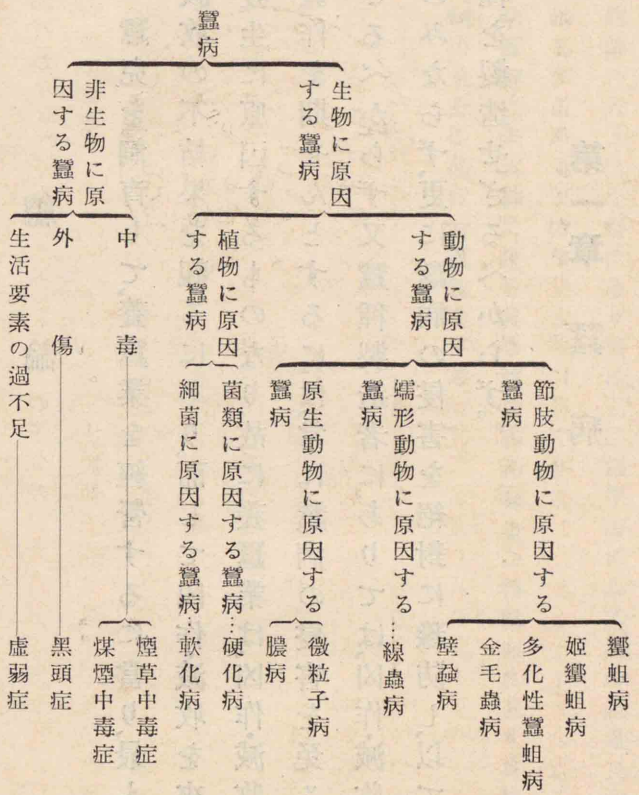 蠶病
生物に原因
する蠶病
動物に原因
する蠶病
節肢動物に原因する
蠶病
蠁蛆病
姬蠁蛆病
多化性蠶蛆病
金毛蟲病
壁蝨病
蠕形動物に原因する
蠶病
…線蟲病
原生動物に原因する
蠶病
微粒子病
膿病
植物に原因
する蠶病
菌類に原因する蠶病…硬化病
細菌に原因する蠶病…軟化病
非生物に原
因する蠶病
中毒
煙草中毒症
煤煙中毒症
外傷
黑頭症
生活要素の過不足
虛弱症